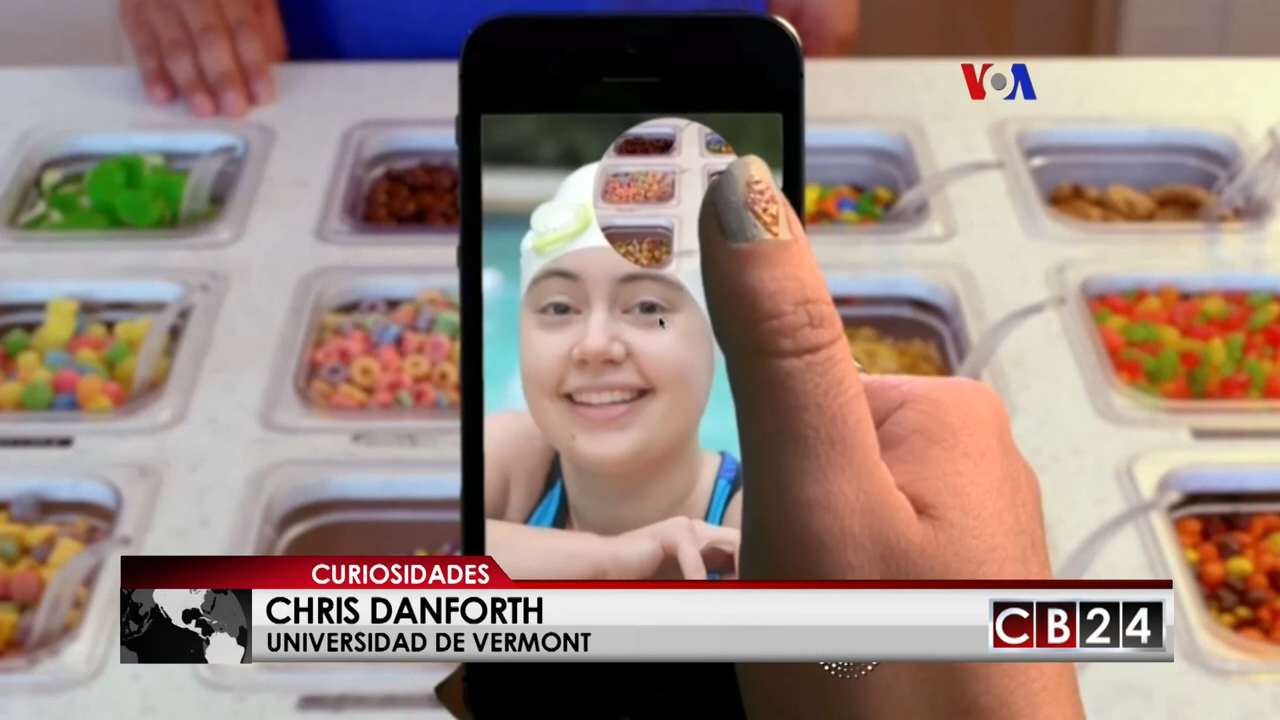 VOA
CURIOSIDADES
CHRIS DANFORTH
UNIVERSIDAD DE VERMONT
CB24